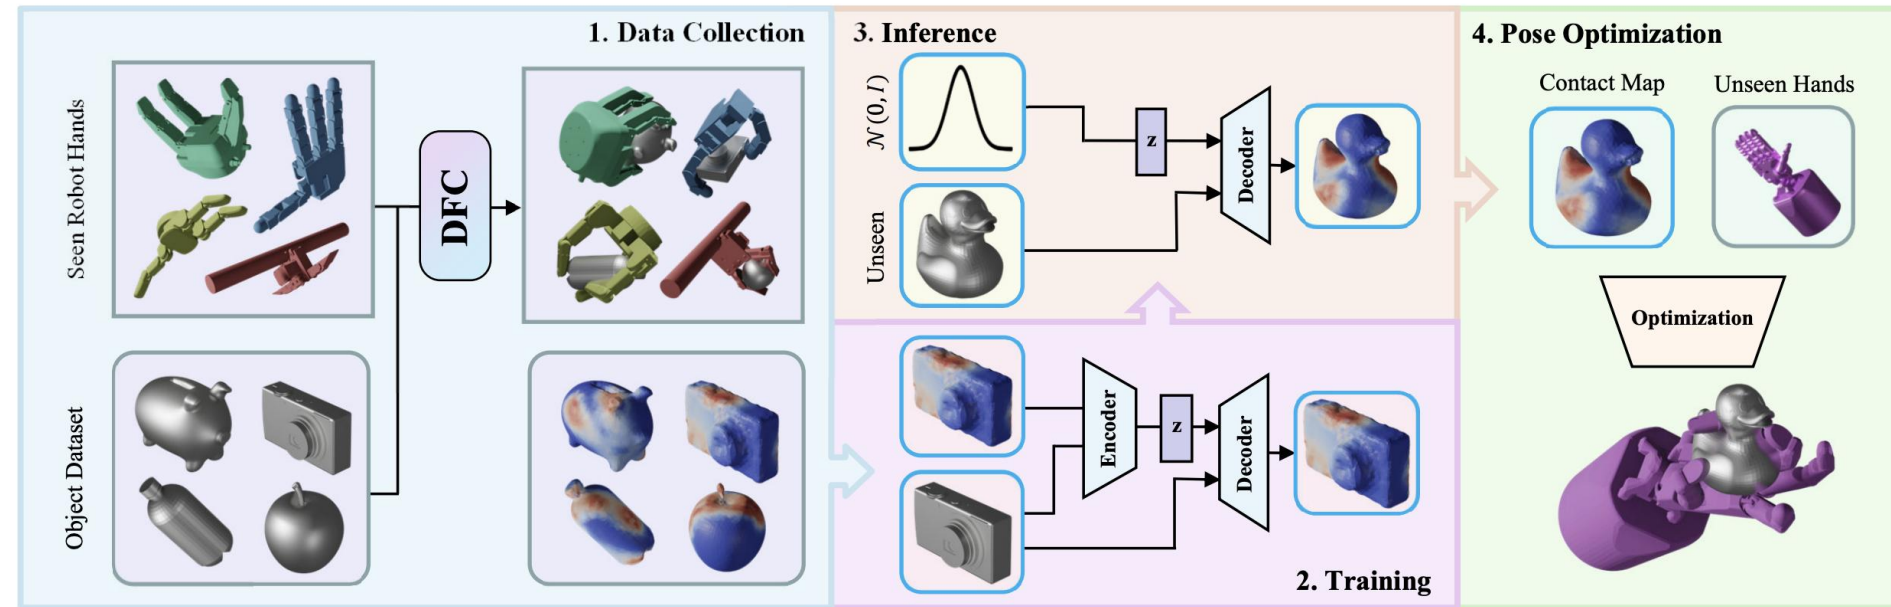 1. Data Collection
Seen Robot Hands
DFC
Object Dataset
3. Inference
𝒩(0, I)
z
Decoder
Unseen
Encoder
z
Decoder
2. Training
4. Pose Optimization
Contact Map
Unseen Hands
Optimization